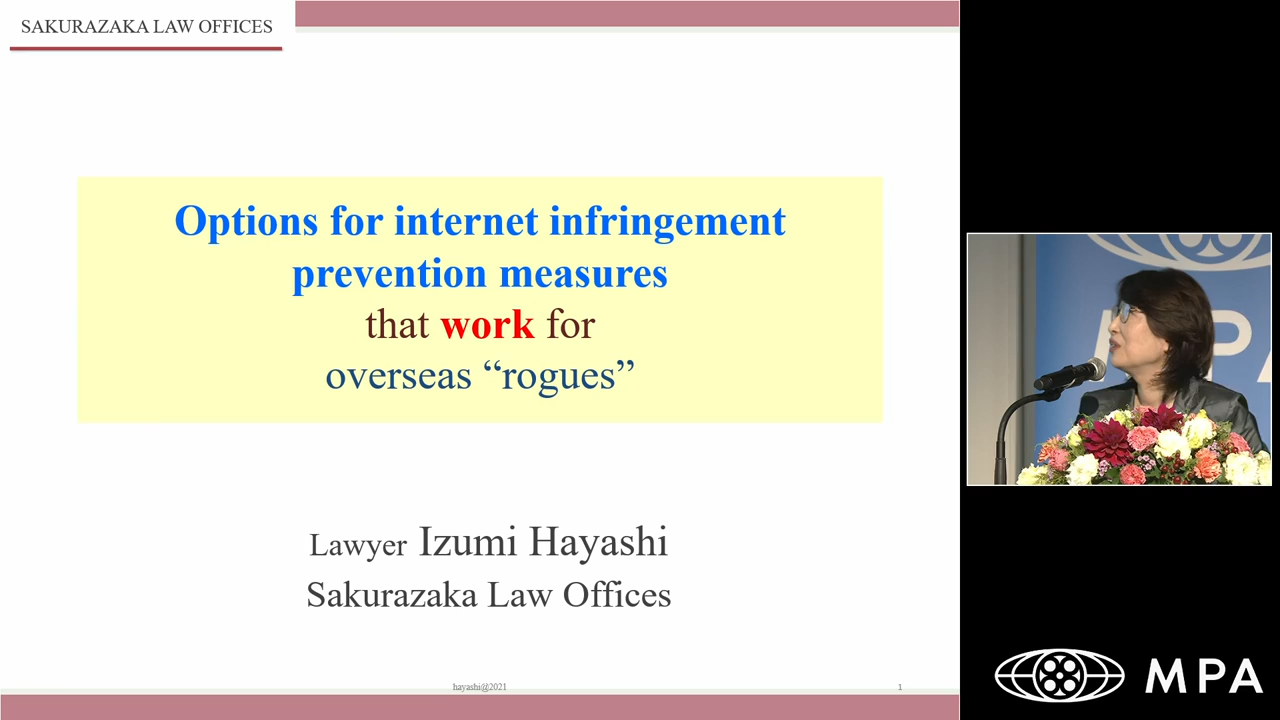 SAKURAZAKA LAW OFFICES
Options for internet infringement
prevention measures
that work for
overseas “rogues”
Lawyer Izumi Hayashi
Sakurazaka Law Offices
hayashi@2021
1
MPA